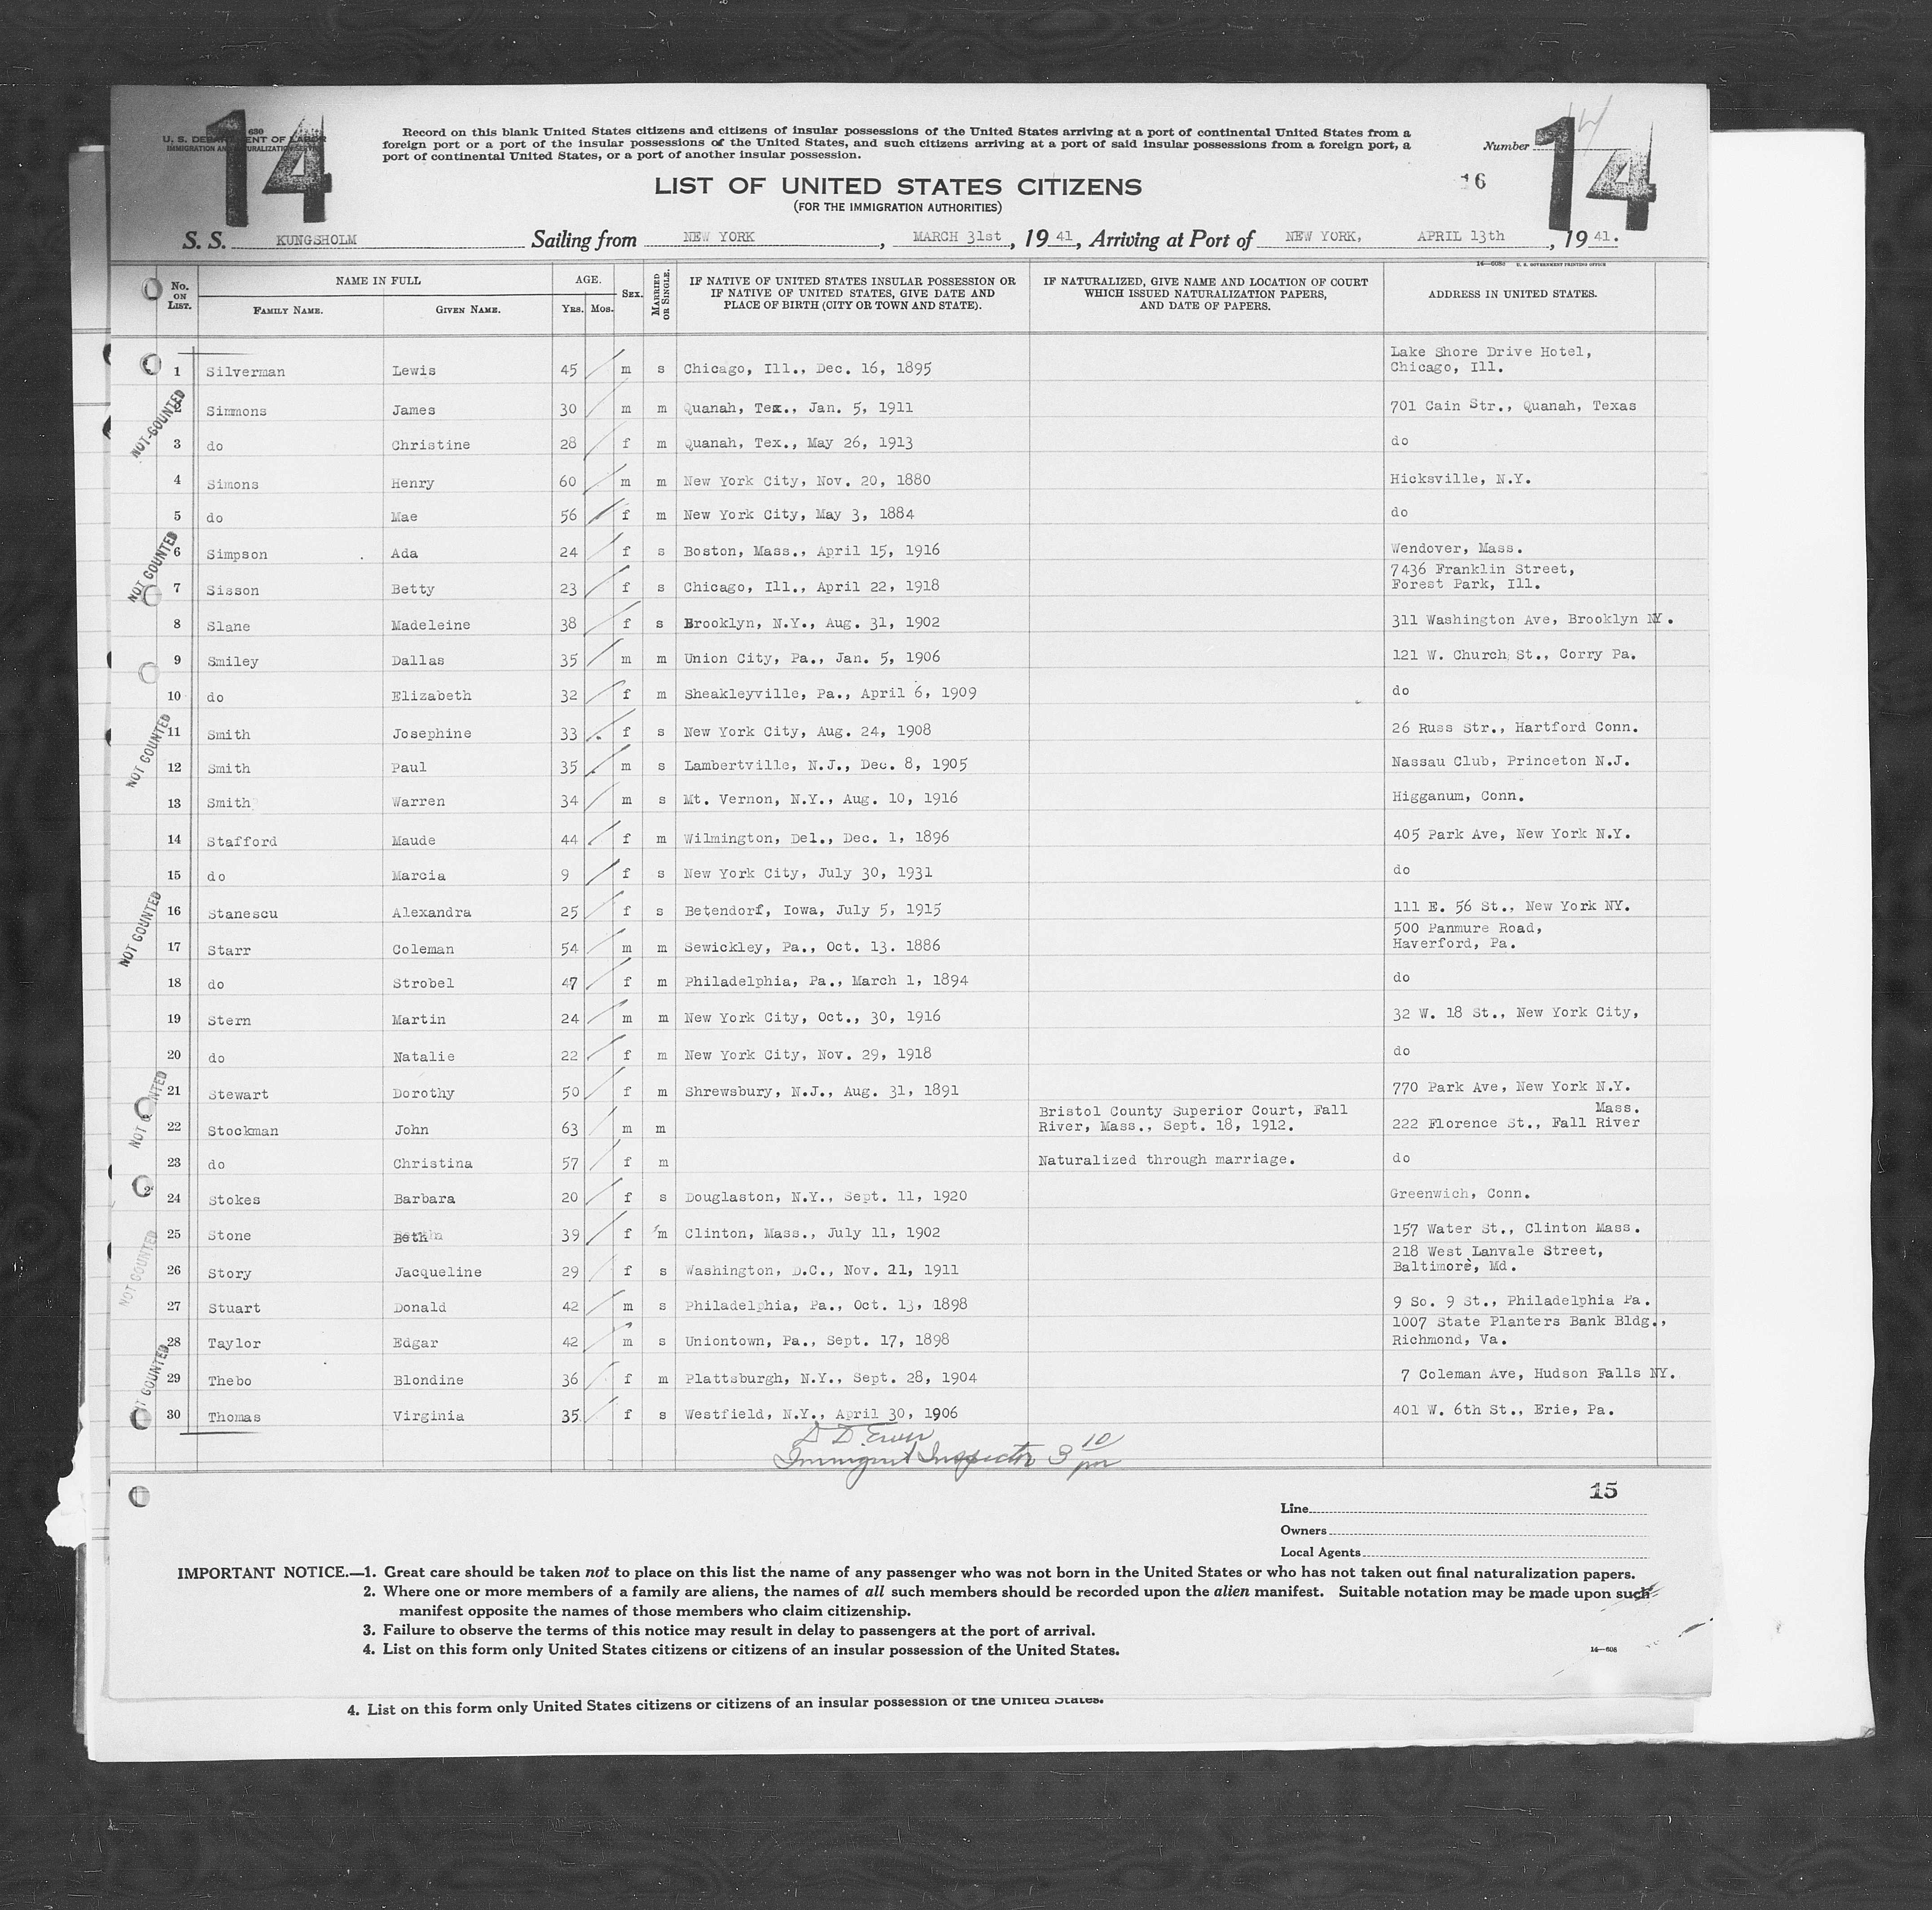 14
630
U. S. DEPARTMENT OF LABOR
IMMIGRATION AND NATURALIZATION SERVICE
Record on this blank United States citizens and citizens of insular possessions of the United States arriving at a port of continental United States from a
foreign port or a port of the insular possessions of the United States, and such citizens arriving at a port of said insular possessions from a foreign port, a
port of continental United States, or a port of another insular possession.
14
Number
14
LIST OF UNITED STATES CITIZENS
16
(FOR THE IMMIGRATION AUTHORITIES)
S. S. KUNGSHOLM Sailing from NEW YORK, MARCH 31st, 1941, Arriving at Port of NEW YORK, APRIL 13th, 1941.
14—608a U. S. GOVERNMENT PRINTING OFFICE
No. ON LIST. NAME IN FULL FAMILY NAME. GIVEN NAME. AGE. YRS. MOS. SEX. MARRIED OR SINGLE. IF NATIVE OF UNITED STATES INSULAR POSSESSION OR IF NATIVE OF UNITED STATES, GIVE DATE AND PLACE OF BIRTH (CITY OR TOWN AND STATE). IF NATURALIZED, GIVE NAME AND LOCATION OF COURT WHICH ISSUED NATURALIZATION PAPERS, AND DATE OF PAPERS. ADDRESS IN UNITED STATES.
1 Silverman Lewis 45 m s Chicago, Ill., Dec. 16, 1895 Lake Shore Drive Hotel, Chicago, Ill.
NOT COUNTED
2 Simmons James 30 m m Quanah, Tex., Jan. 5, 1911 701 Cain Str., Quanah, Texas
3 do Christine 28 f m Quanah, Tex., May 26, 1913 do
4 Simons Henry 60 m m New York City, Nov. 20, 1880 Hicksville, N.Y.
5 do Mae 56 f m New York City, May 3, 1884 do
NOT COUNTED
6 Simpson Ada 24 f s Boston, Mass., April 15, 1916 Wendover, Mass.
7 Sisson Betty 23 f s Chicago, Ill., April 22, 1918 7436 Franklin Street, Forest Park, Ill.
8 Slane Madeleine 38 f s Brooklyn, N.Y., Aug. 31, 1902 311 Washington Ave, Brooklyn NY.
9 Smiley Dallas 35 m m Union City, Pa., Jan. 5, 1906 121 W. Church St., Corry Pa.
10 do Elizabeth 32 f m Sheakleyville, Pa., April 6, 1909 do
NOT COUNTED
11 Smith Josephine 33 f s New York City, Aug. 24, 1908 26 Russ Str., Hartford Conn.
12 Smith Paul 35 m s Lambertville, N.J., Dec. 8, 1905 Nassau Club, Princeton N.J.
13 Smith Warren 34 m s Mt. Vernon, N.Y., Aug. 10, 1916 Higganum, Conn.
14 Stafford Maude 44 f m Wilmington, Del., Dec. 1, 1896 405 Park Ave, New York N.Y.
15 do Marcia 9 f s New York City, July 30, 1931 do
NOT COUNTED
16 Stanescu Alexandra 25 f s Betendorf, Iowa, July 5, 1915 111 E. 56 St., New York NY.
17 Starr Coleman 54 m m Sewickley, Pa., Oct. 13. 1886 500 Panmure Road, Haverford, Pa.
18 do Strobel 47 f m Philadelphia, Pa., March 1, 1894 do
19 Stern Martin 24 m m New York City, Oct., 30, 1916 32 W. 18 St., New York City,
20 do Natalie 22 f m New York City, Nov. 29, 1918 do
21 Stewart Dorothy 50 f m Shrewsbury, N.J., Aug. 31, 1891 770 Park Ave, New York N.Y.
22 Stockman John 63 m m Bristol County Superior Court, Fall River, Mass., Sept. 18, 1912. 222 Florence St., Fall River Mass.
23 do Christina 57 f m Naturalized through marriage. do
24 Stokes Barbara 20 f s Douglaston, N.Y., Sept. 11, 1920 Greenwich, Conn.
NOT COUNTED
25 Stone 39 f m Clinton, Mass., July 11, 1902 157 Water St., Clinton Mass.
26 Story Jacqueline 29 f s Washington, D.C., Nov. 21, 1911 218 West Lanvale Street, Baltimore, Md.
27 Stuart Donald 42 m s Philadelphia, Pa., Oct. 13, 1898 9 So. 9 St., Philadelphia Pa.
28 Taylor Edgar 42 m s Uniontown, Pa., Sept. 17, 1898 1007 State Planters Bank Bldg., Richmond, Va.
29 Thebo Blondine 36 f m Plattsburgh, N.Y., Sept. 28, 1904 7 Coleman Ave, Hudson Falls NY.
30 Thomas Virginia 35 f s Westfield, N.Y., April 30, 1906 401 W. 6th St., Erie, Pa.
Immigrant Inspector 3 10 pm
15
Line
Owners
Local Agents
IMPORTANT NOTICE.—1. Great care should be taken not to place on this list the name of any passenger who was not born in the United States or who has not taken out final naturalization papers.
2. Where one or more members of a family are aliens, the names of all such members should be recorded upon the alien manifest. Suitable notation may be made upon such
manifest opposite the names of those members who claim citizenship.
3. Failure to observe the terms of this notice may result in delay to passengers at the port of arrival.
4. List on this form only United States citizens or citizens of an insular possession of the United States.
14—608
4. List on this form only United States citizens or citizens of an insular possession of the United States.